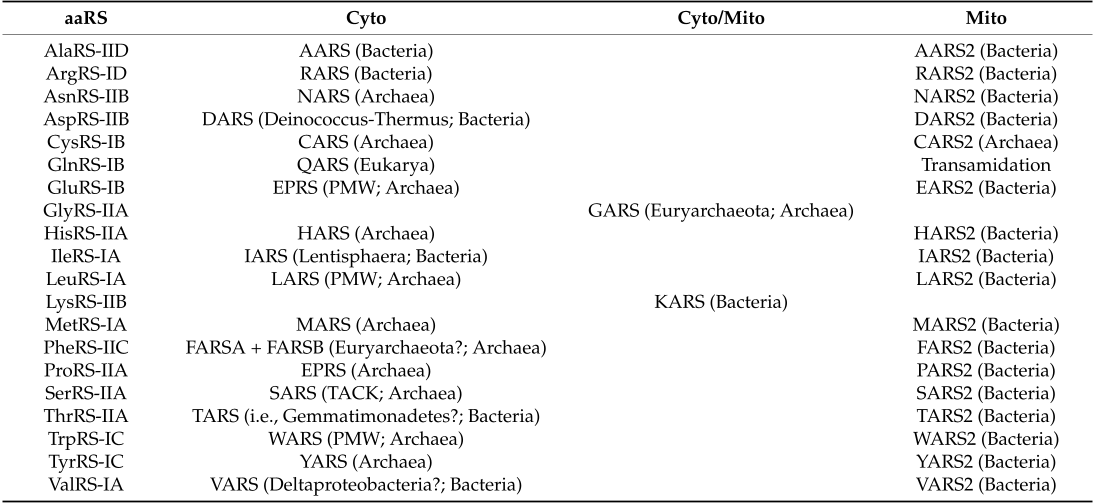 aaRS Cyto Cyto/Mito Mito
AlaRS-IID AARS (Bacteria) AARS2 (Bacteria)
ArgRS-ID RARS (Bacteria) RARS2 (Bacteria)
AsnRS-IIB NARS (Archaea) NARS2 (Bacteria)
AspRS-IIB DARS (Deinococcus-Thermus; Bacteria) DARS2 (Bacteria)
CysRS-IB CARS (Archaea) CARS2 (Archaea)
GlnRS-IB QARS (Eukarya) Transamidation
GluRS-IB EPRS (PMW; Archaea) EARS2 (Bacteria)
GlyRS-IIA GARS (Euryarchaeota; Archaea)
HisRS-IIA HARS (Archaea) HARS2 (Bacteria)
IleRS-IA IARS (Lentisphaera; Bacteria) IARS2 (Bacteria)
LeuRS-IA LARS (PMW; Archaea) LARS2 (Bacteria)
LysRS-IIB KARS (Bacteria)
MetRS-IA MARS (Archaea) MARS2 (Bacteria)
PheRS-IIC FARSA + FARSB (Euryarchaeota?; Archaea) FARS2 (Bacteria)
ProRS-IIA EPRS (Archaea) PARS2 (Bacteria)
SerRS-IIA SARS (TACK; Archaea) SARS2 (Bacteria)
ThrRS-IIA TARS (i.e., Gemmatimonadetes?; Bacteria) TARS2 (Bacteria)
TrpRS-IC WARS (PMW; Archaea) WARS2 (Bacteria)
TyrRS-IC YARS (Archaea) YARS2 (Bacteria)
ValRS-IA VARS (Deltaproteobacteria?; Bacteria) VARS2 (Bacteria)